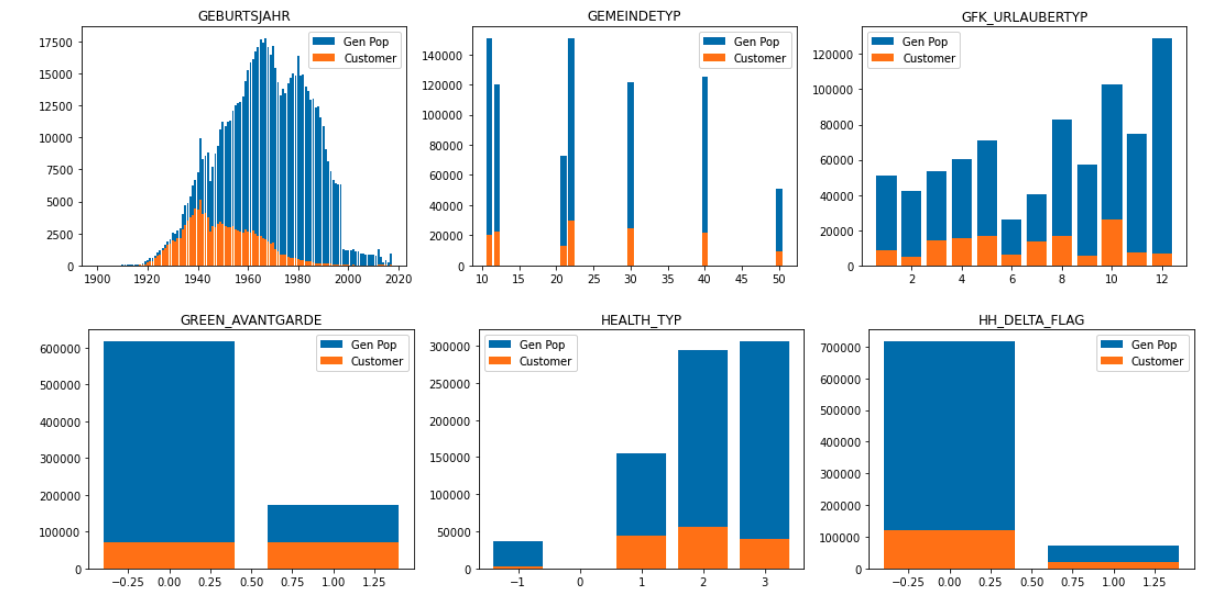 GEBURTSJAHR
17500
15000
12500
10000
7500
5000
2500
0
1900 1920 1940 1960 1980 2000 2020
Gen Pop
Customer
GEMEINDETYP
140000
120000
100000
80000
60000
40000
20000
0
10 15 20 25 30 35 40 45 50
Gen Pop
Customer
GFK_URLAUBERTYP
120000
100000
80000
60000
40000
20000
0
2 4 6 8 10 12
Gen Pop
Customer
GREEN_AVANTGARDE
600000
500000
400000
300000
200000
100000
0
−0.25 0.00 0.25 0.50 0.75 1.00 1.25
Gen Pop
Customer
HEALTH_TYP
300000
250000
200000
150000
100000
50000
0
−1 0 1 2 3
Gen Pop
Customer
HH_DELTA_FLAG
700000
600000
500000
400000
300000
200000
100000
0
−0.25 0.00 0.25 0.50 0.75 1.00 1.25
Gen Pop
Customer